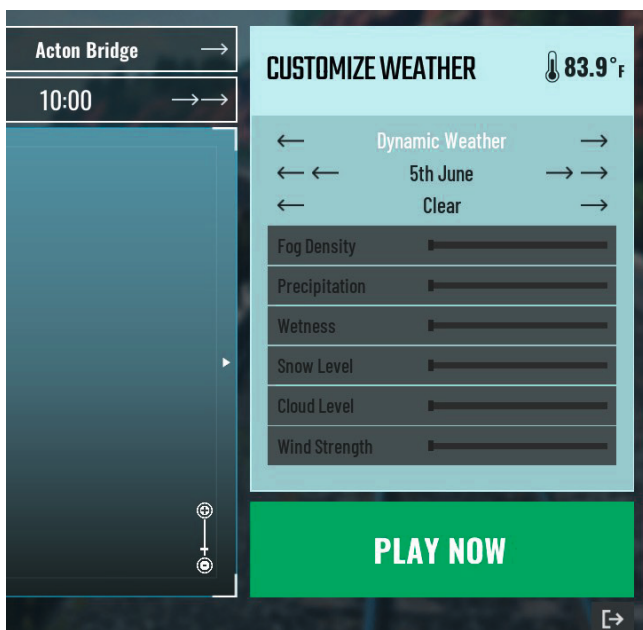 Acton Bridge
10:00
CUSTOMIZE WEATHER
83.9°F
Dynamic Weather
5th June
Clear
Fog Density
Precipitation
Wetness
Snow Level
Cloud Level
Wind Strength
PLAY NOW